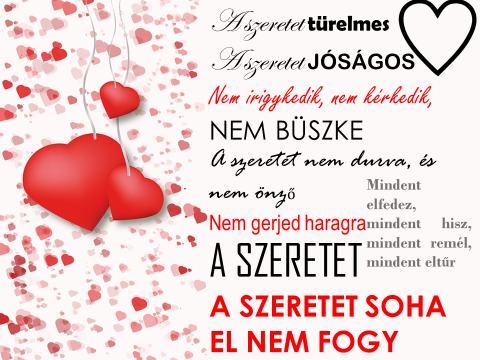 A szeretet türelmes
A szeretet JÓSÁGOS
Nem irigykedik, nem kérkedik,
NEM BÜSZKE
A szeretet nem durva, és
nem önző
Nem gerjed haragra
A SZERETET
Mindent
elfedez,
mindent hisz,
mindent remél,
mindent eltűr
A SZERETET SOHA
EL NEM FOGY